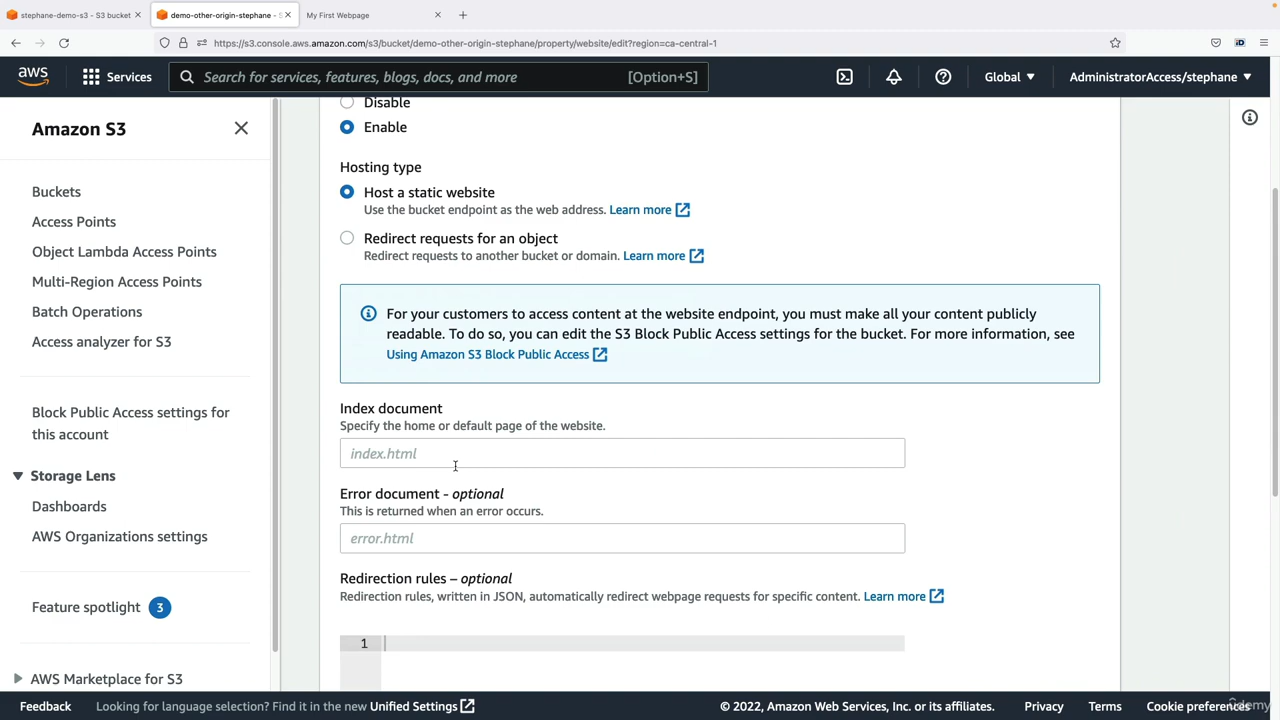 stephane-demo-s3 - S3 bucket
demo-other-origin-stephane - S
My First Webpage
https://s3.console.aws.amazon.com/s3/bucket/demo-other-origin-stephane/property/website/edit?region=ca-central-1
aws
Services
Search for services, features, blogs, docs, and more
[Option+S]
Global
AdministratorAccess/stephane
Amazon S3
Buckets
Access Points
Object Lambda Access Points
Multi-Region Access Points
Batch Operations
Access analyzer for S3
Block Public Access settings for
this account
Storage Lens
Dashboards
AWS Organizations settings
Feature spotlight 3
AWS Marketplace for S3
Disable
Enable
Hosting type
Host a static website
Use the bucket endpoint as the web address. Learn more
Redirect requests for an object
Redirect requests to another bucket or domain. Learn more
For your customers to access content at the website endpoint, you must make all your content publicly
readable. To do so, you can edit the S3 Block Public Access settings for the bucket. For more information, see
Using Amazon S3 Block Public Access
Index document
Specify the home or default page of the website.
index.html
Error document - optional
This is returned when an error occurs.
error.html
Redirection rules – optional
Redirection rules, written in JSON, automatically redirect webpage requests for specific content. Learn more
1
Feedback
Looking for language selection? Find it in the new Unified Settings
© 2022, Amazon Web Services, Inc. or its affiliates.
Privacy
Terms
Cookie preferences
Udemy